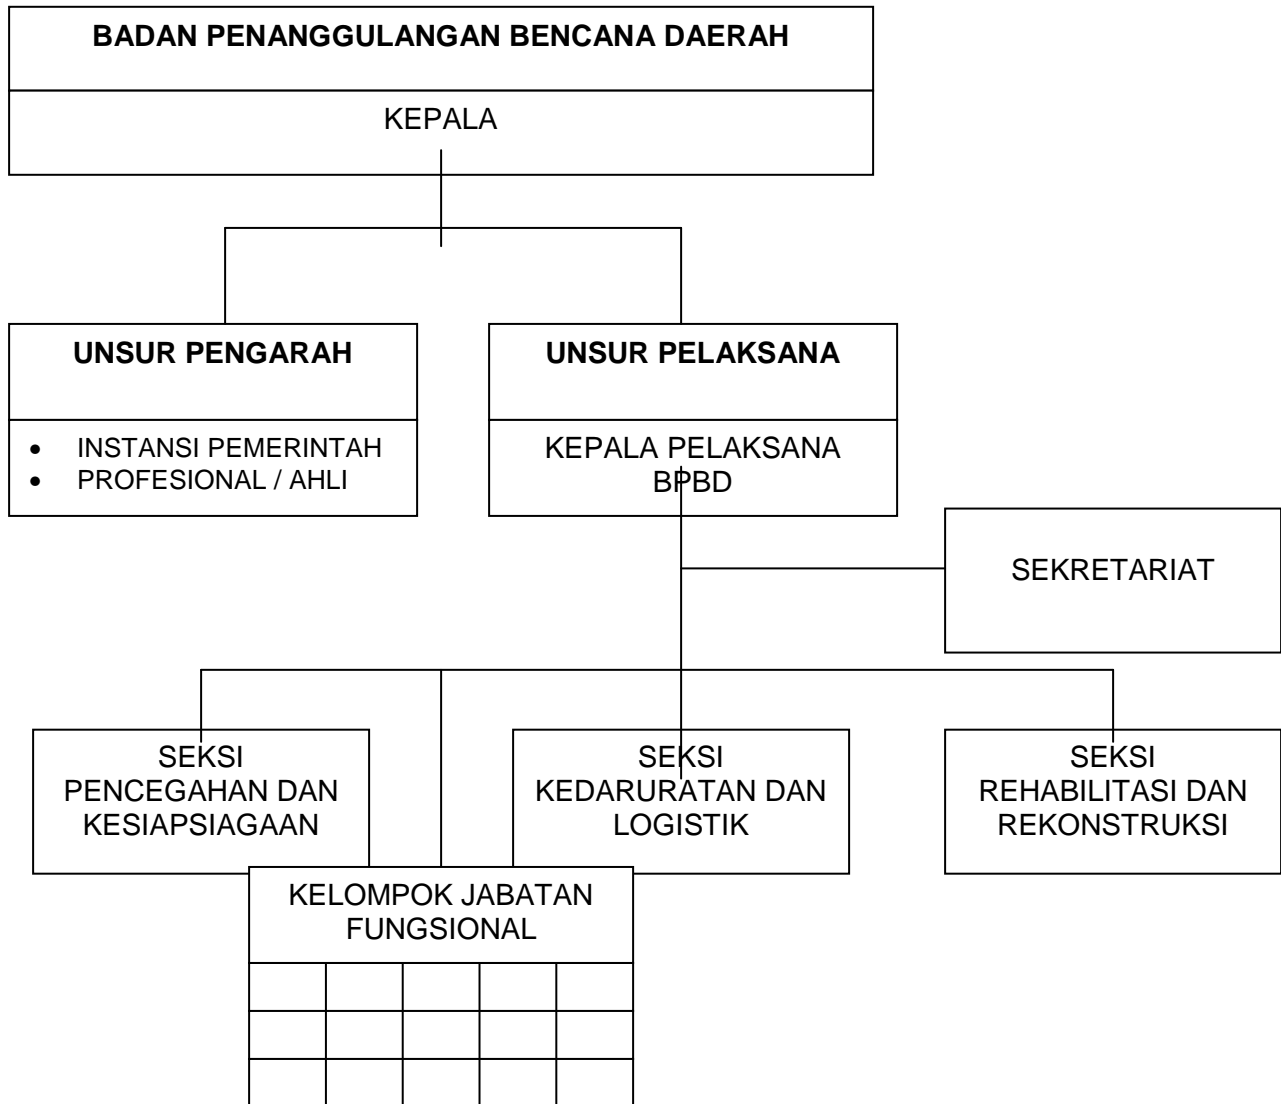 BADAN PENANGGULANGAN BENCANA DAERAH
KEPALA
UNSUR PENGARAH
• INSTANSI PEMERINTAH
• PROFESIONAL / AHLI
UNSUR PELAKSANA
KEPALA PELAKSANA
BPBD
SEKRETARIAT
SEKSI
PENCEGAHAN DAN
KESIAPSIAGAAN
SEKSI
KEDARURATAN DAN
LOGISTIK
SEKSI
REHABILITASI DAN
REKONSTRUKSI
KELOMPOK JABATAN
FUNGSIONAL